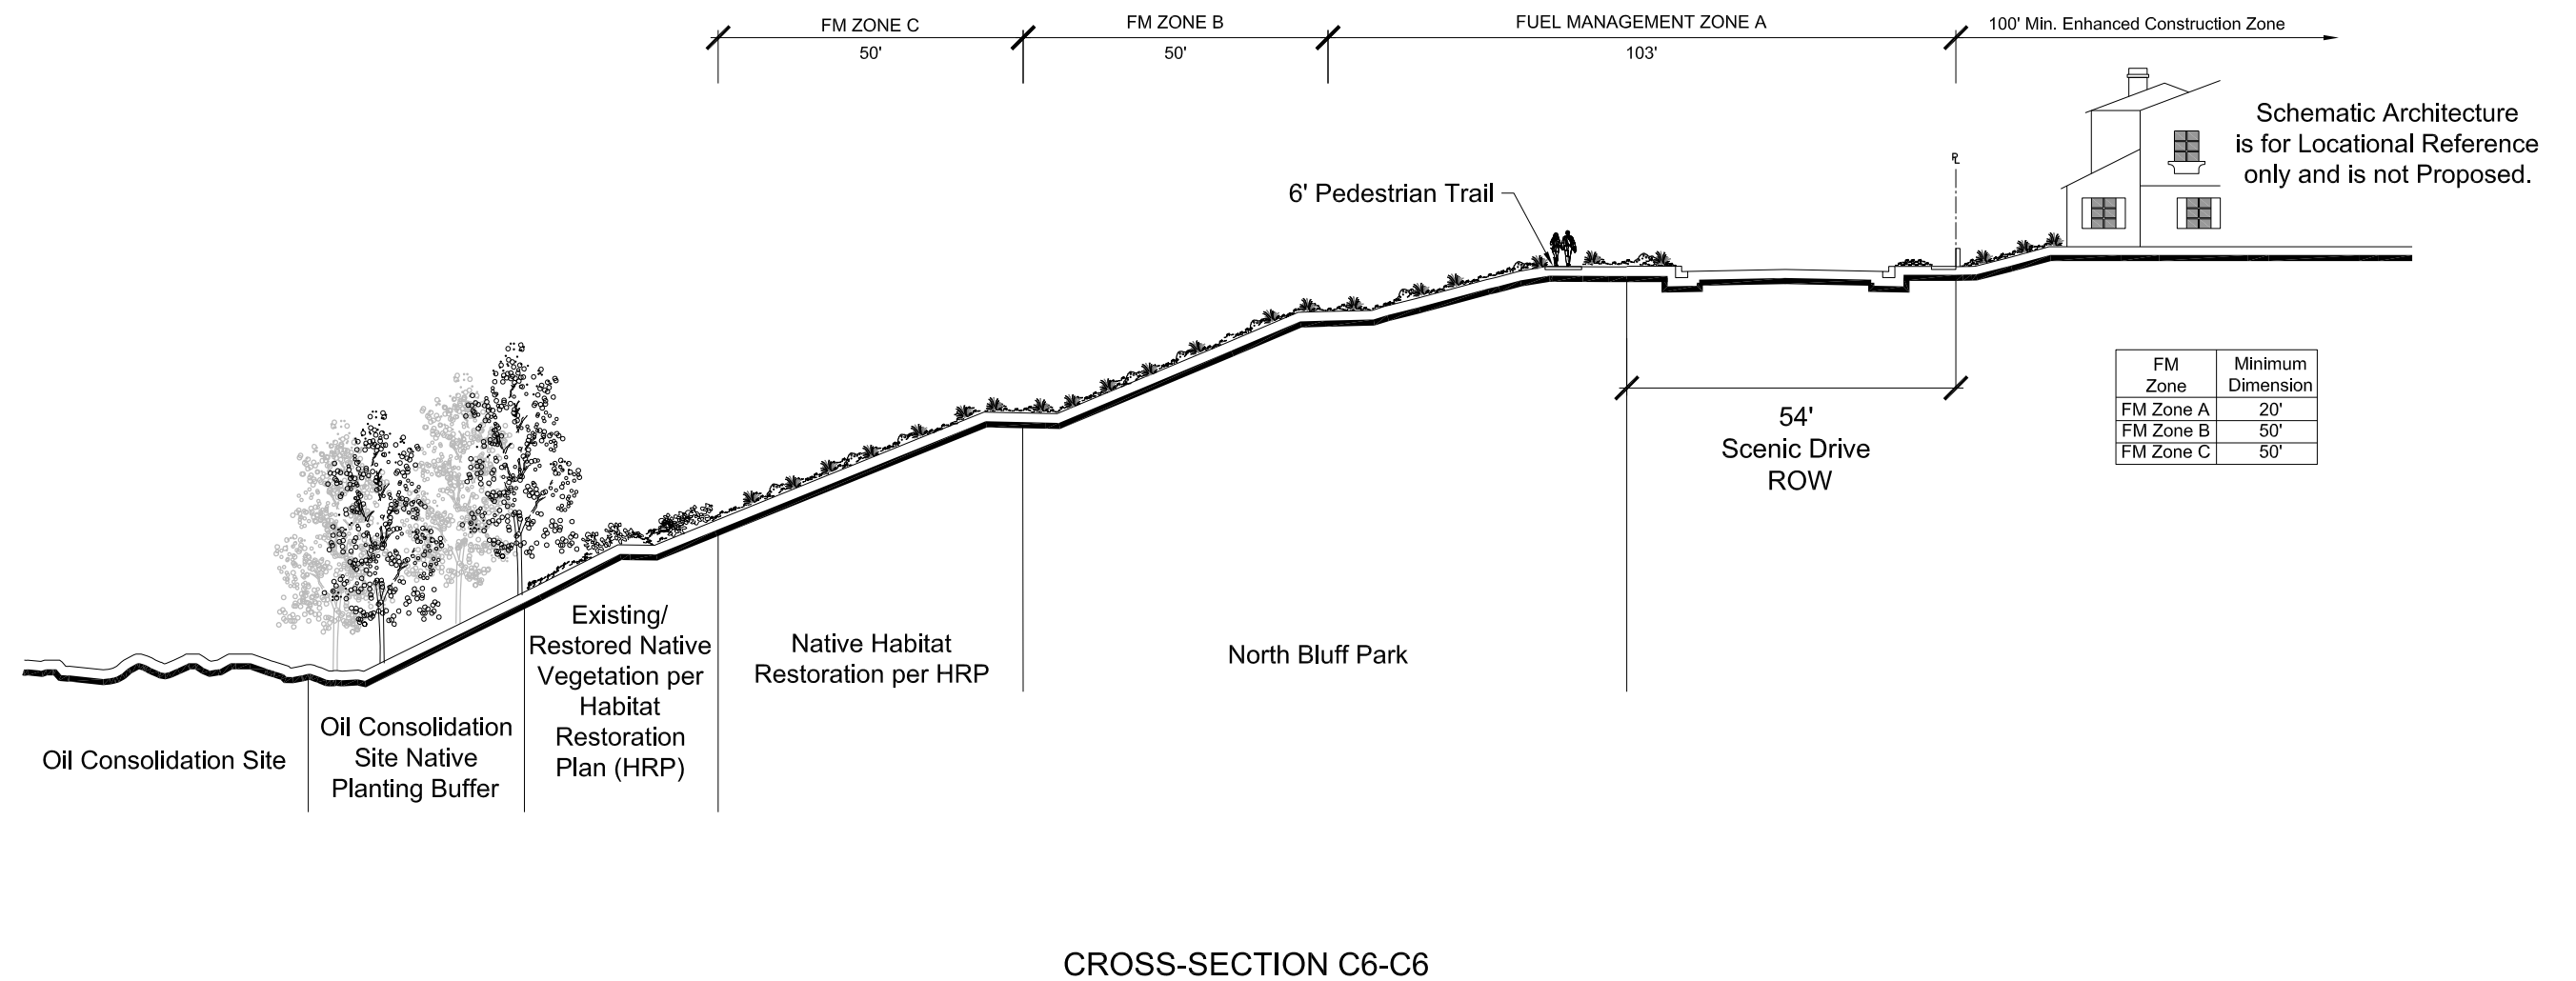 FM ZONE C
50'
FM ZONE B
50'
FUEL MANAGEMENT ZONE A
103'
100' Min. Enhanced Construction Zone
Schematic Architecture
is for Locational Reference
only and is not Proposed.
PL
6' Pedestrian Trail
54'
Scenic Drive
ROW
FM Zone Minimum Dimension
FM Zone A 20'
FM Zone B 50'
FM Zone C 50'
Oil Consolidation Site
Oil Consolidation
Site Native
Planting Buffer
Existing/
Restored Native
Vegetation per
Habitat
Restoration
Plan (HRP)
Native Habitat
Restoration per HRP
North Bluff Park
CROSS-SECTION C6-C6